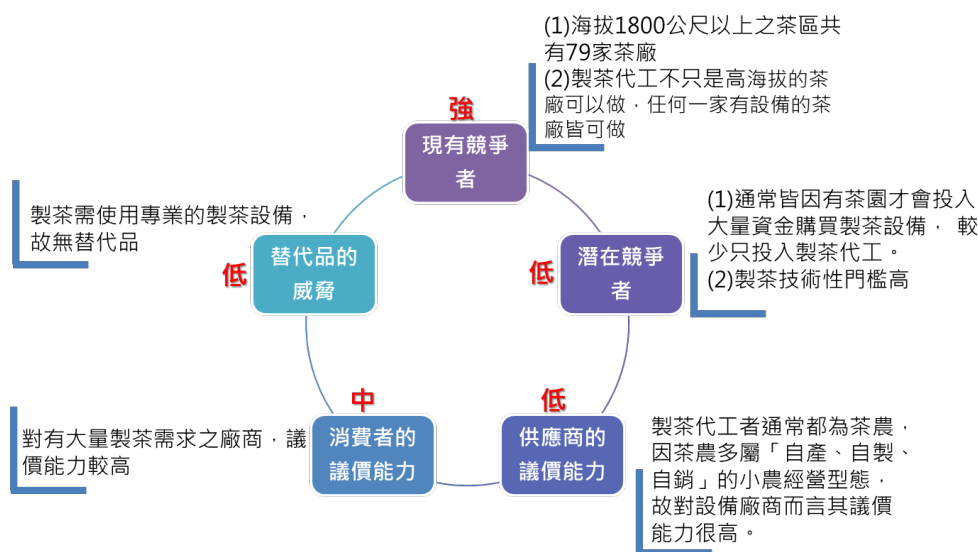 (1)海拔1800公尺以上之茶區共
有79家茶廠
(2)製茶代工不只是高海拔的茶
廠可以做，任何一家有設備的茶
廠皆可做
強
現有競爭
者
製茶需使用專業的製茶設備，
故無替代品
低
替代品的
威脅
低
潛在競爭
者
(1)通常皆因有茶園才會投入
大量資金購買製茶設備， 較
少只投入製茶代工。
(2)製茶技術性門檻高
對有大量製茶需求之廠商，議
價能力較高
中
消費者的
議價能力
低
供應商的
議價能力
製茶代工者通常都為茶農，
因茶農多屬「自產、自製、
自銷」的小農經營型態，
故對設備廠商而言其議價
能力很高。